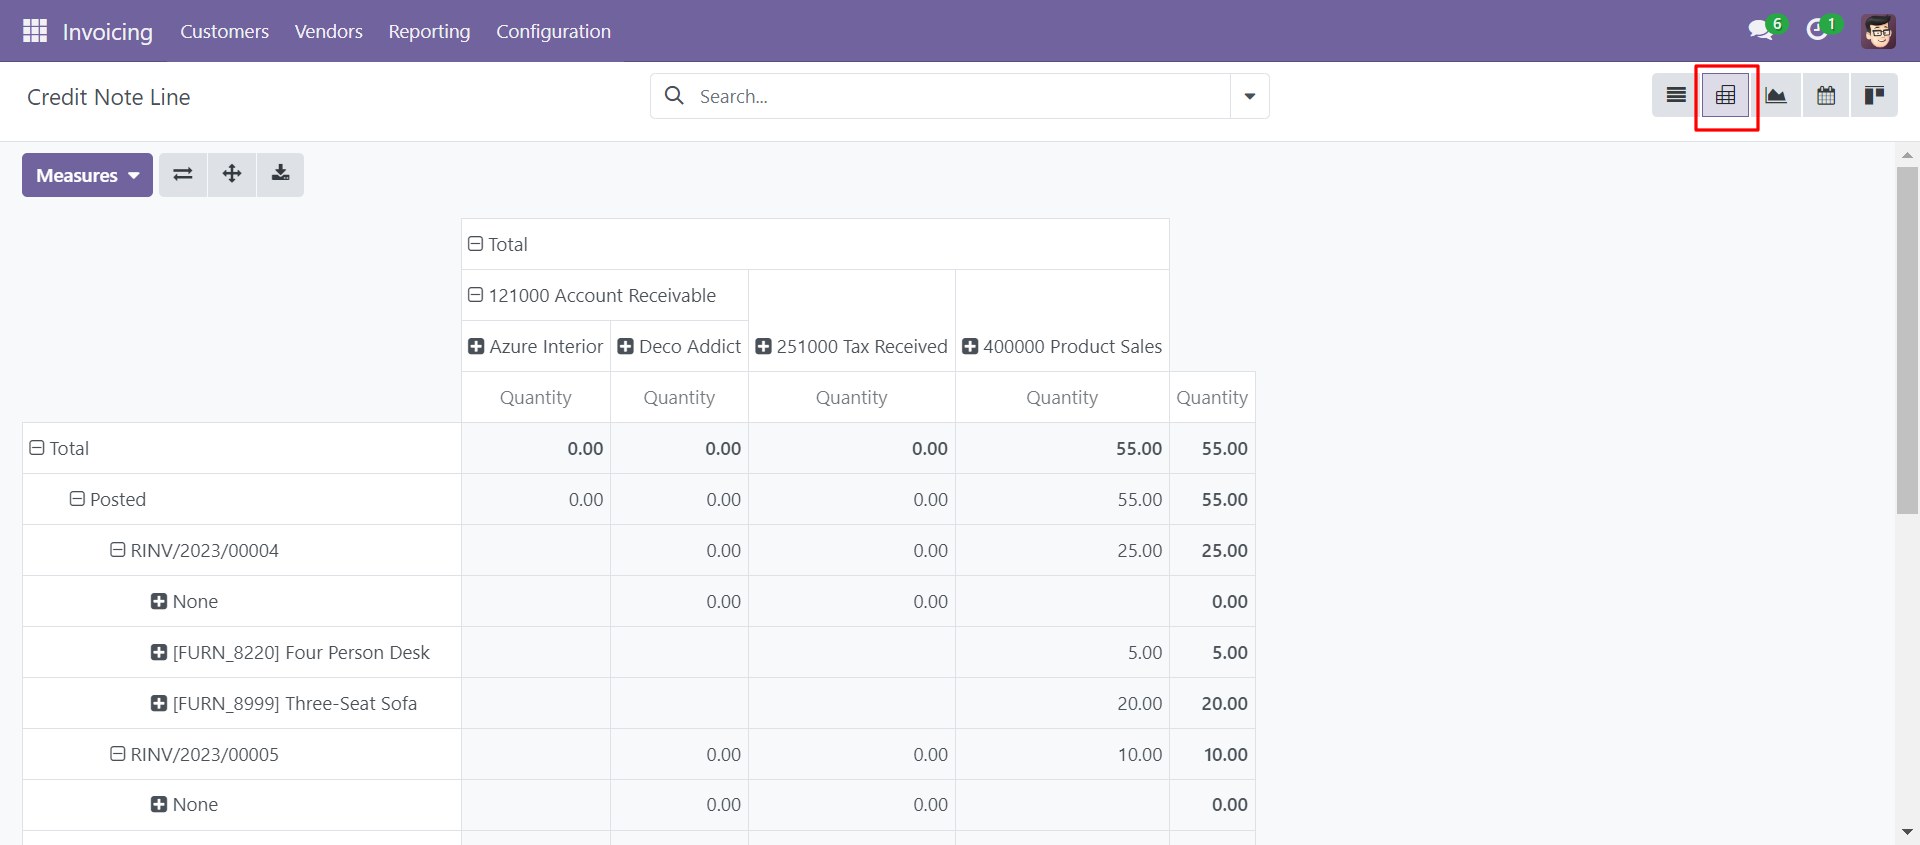 Invoicing Customers Vendors Reporting Configuration 6 1
Credit Note Line Search...
Measures
Total
121000 Account Receivable
Azure Interior Deco Addict 251000 Tax Received 400000 Product Sales
Quantity Quantity Quantity Quantity Quantity
Total 0.00 0.00 0.00 55.00 55.00
Posted 0.00 0.00 0.00 55.00 55.00
RINV/2023/00004 0.00 0.00 25.00 25.00
None 0.00 0.00 0.00
[FURN_8220] Four Person Desk 5.00 5.00
[FURN_8999] Three-Seat Sofa 20.00 20.00
RINV/2023/00005 0.00 0.00 10.00 10.00
None 0.00 0.00 0.00